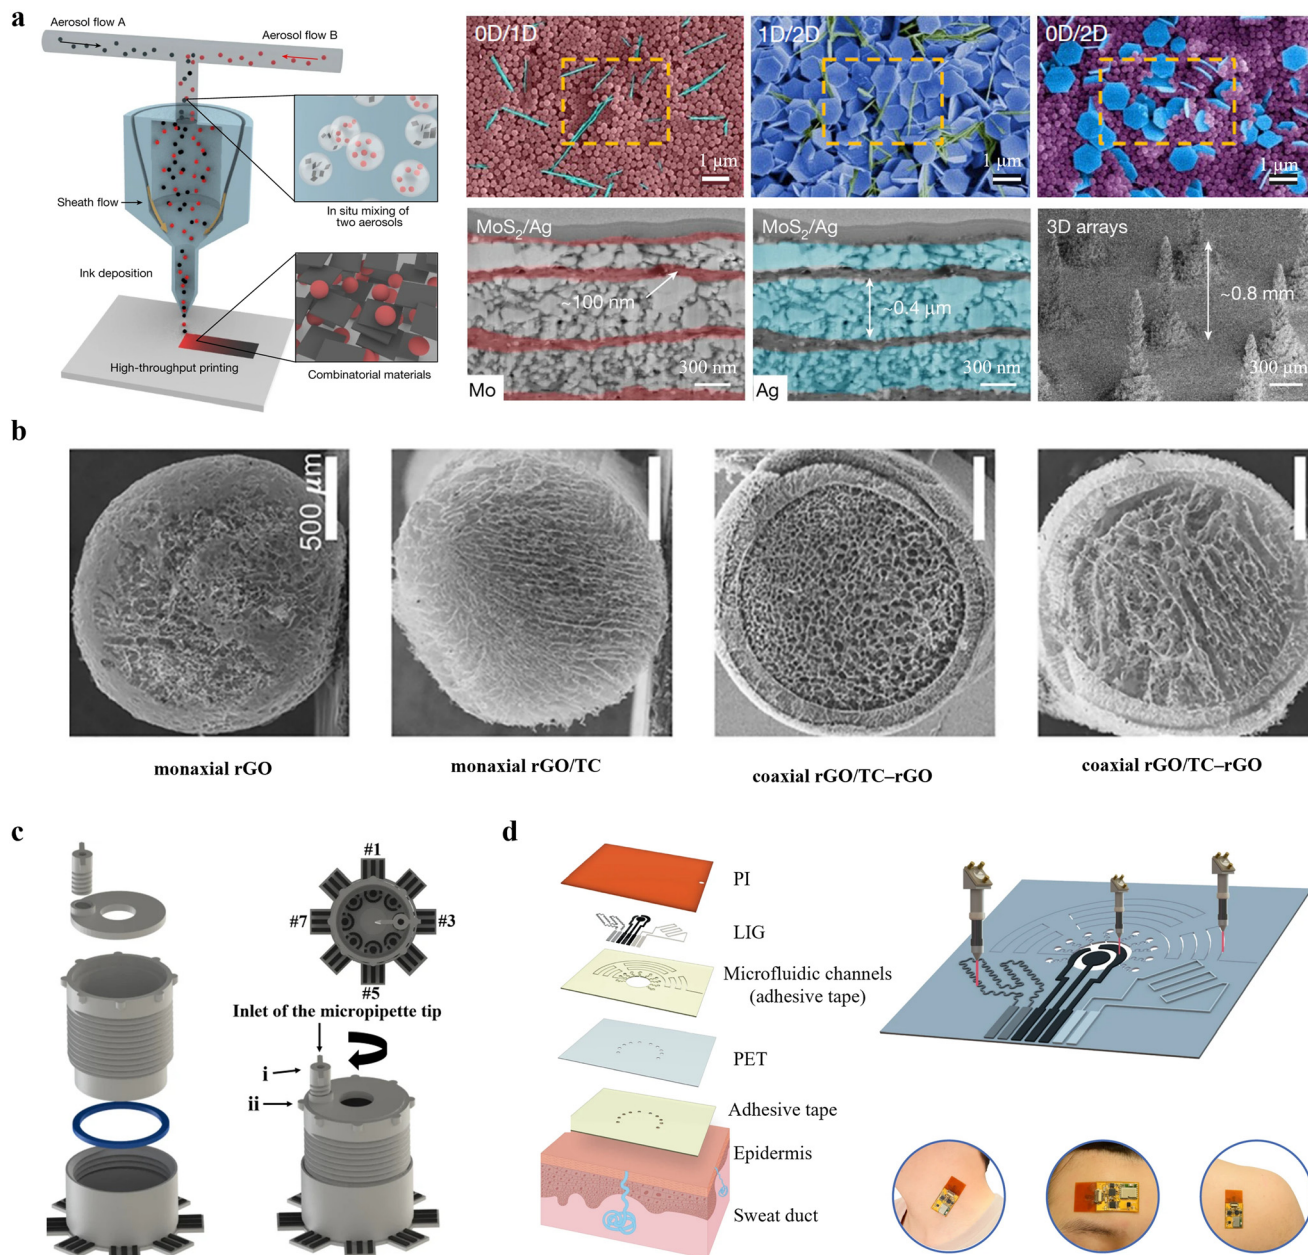 a
Aerosol flow A
Aerosol flow B
Sheath flow
In situ mixing of
two aerosols
Ink deposition
High-throughput printing
Combinatorial materials
0D/1D
1 μm
1D/2D
1 μm
0D/2D
1 μm
MoS2/Ag
~100 nm
300 nm
Mo
MoS2/Ag
~0.4 μm
300 nm
Ag
3D arrays
~0.8 mm
300 μm
b
500 μm
monaxial rGO
monaxial rGO/TC
coaxial rGO/TC–rGO
coaxial rGO/TC–rGO
c
#1
#7
#3
#5
Inlet of the micropipette tip
i
ii
d
PI
LIG
Microfluidic channels
(adhesive tape)
PET
Adhesive tape
Epidermis
Sweat duct